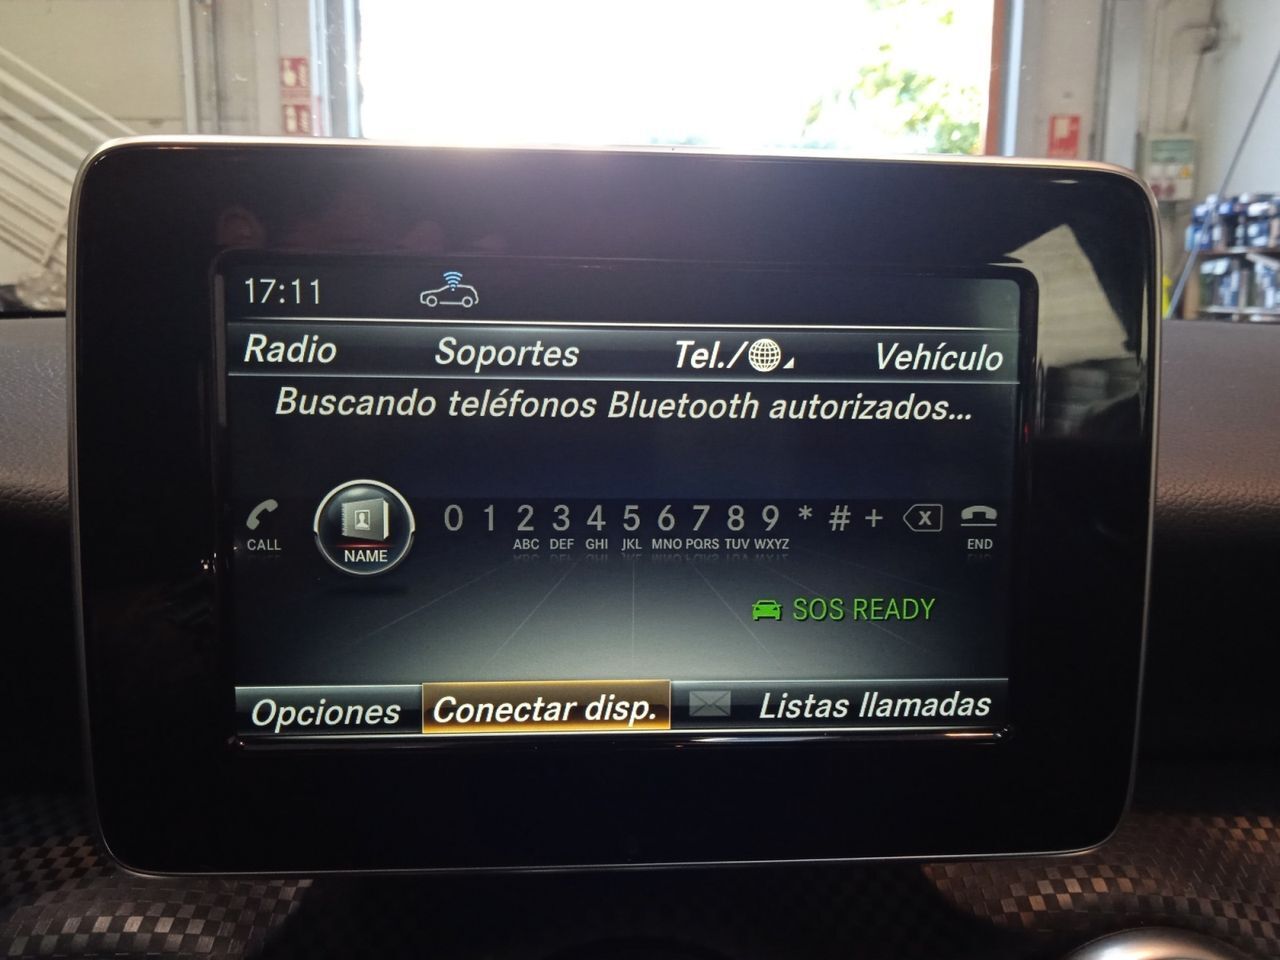 17:11
Radio Soportes Tel./ Vehículo
Buscando teléfonos Bluetooth autorizados...
0 1 2 3 4 5 6 7 8 9 * # + X
CALL NAME ABC DEF GHI JKL MNO PQRS TUV WXYZ END
SOS READY
Opciones Conectar disp. Listas llamadas